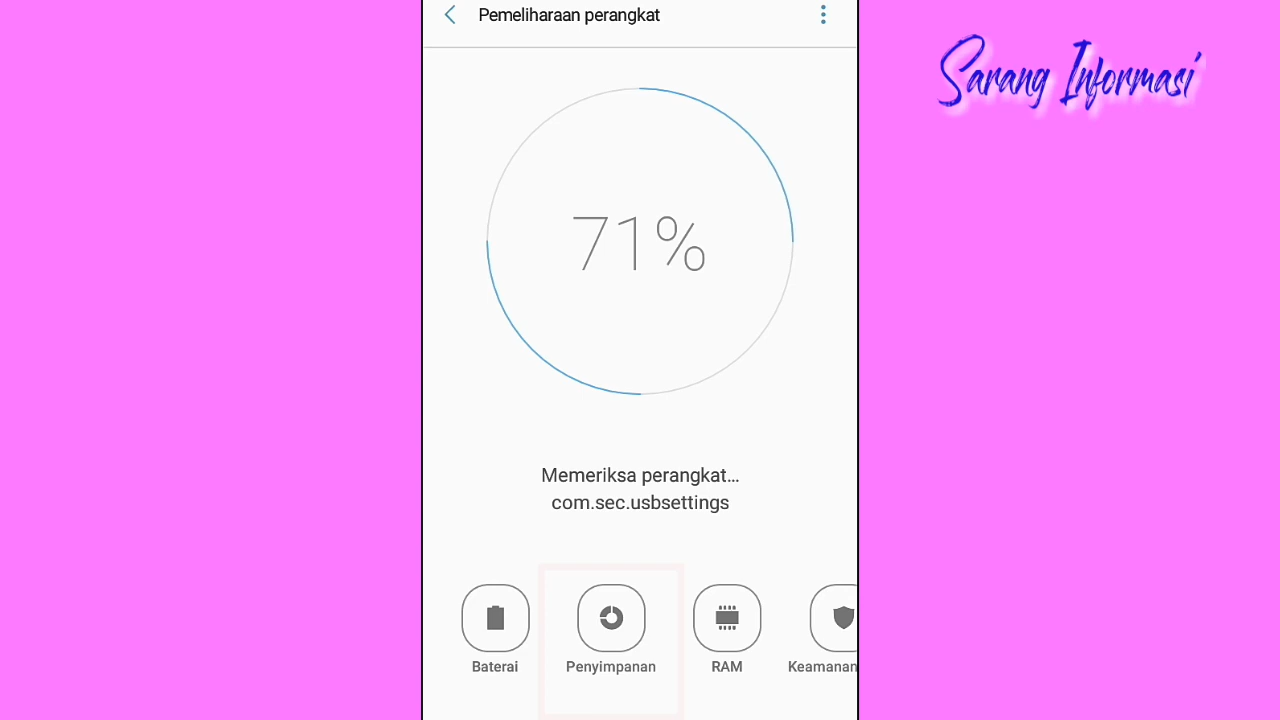 Pemeliharaan perangkat
Sarang Informasi
71%
Memeriksa perangkat...
com.sec.usbsettings
Baterai
Penyimpanan
RAM
Keamanan